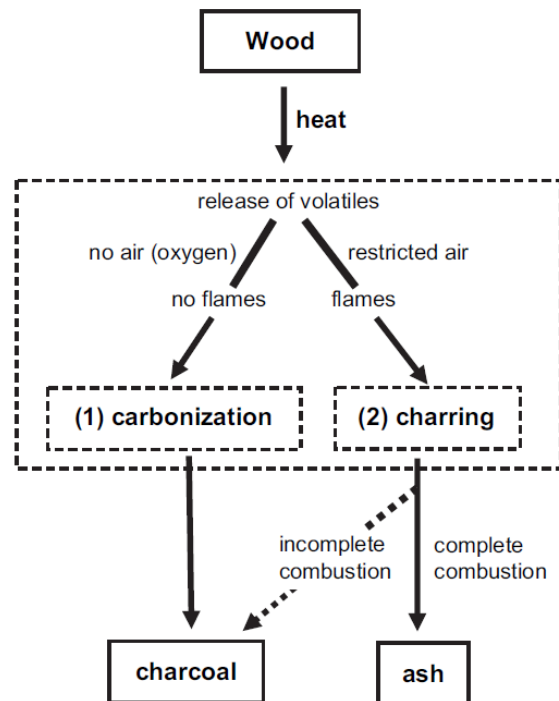 Wood
heat
release of volatiles
no air (oxygen)
restricted air
no flames
flames
(1) carbonization
(2) charring
incomplete
combustion
complete
combustion
charcoal
ash